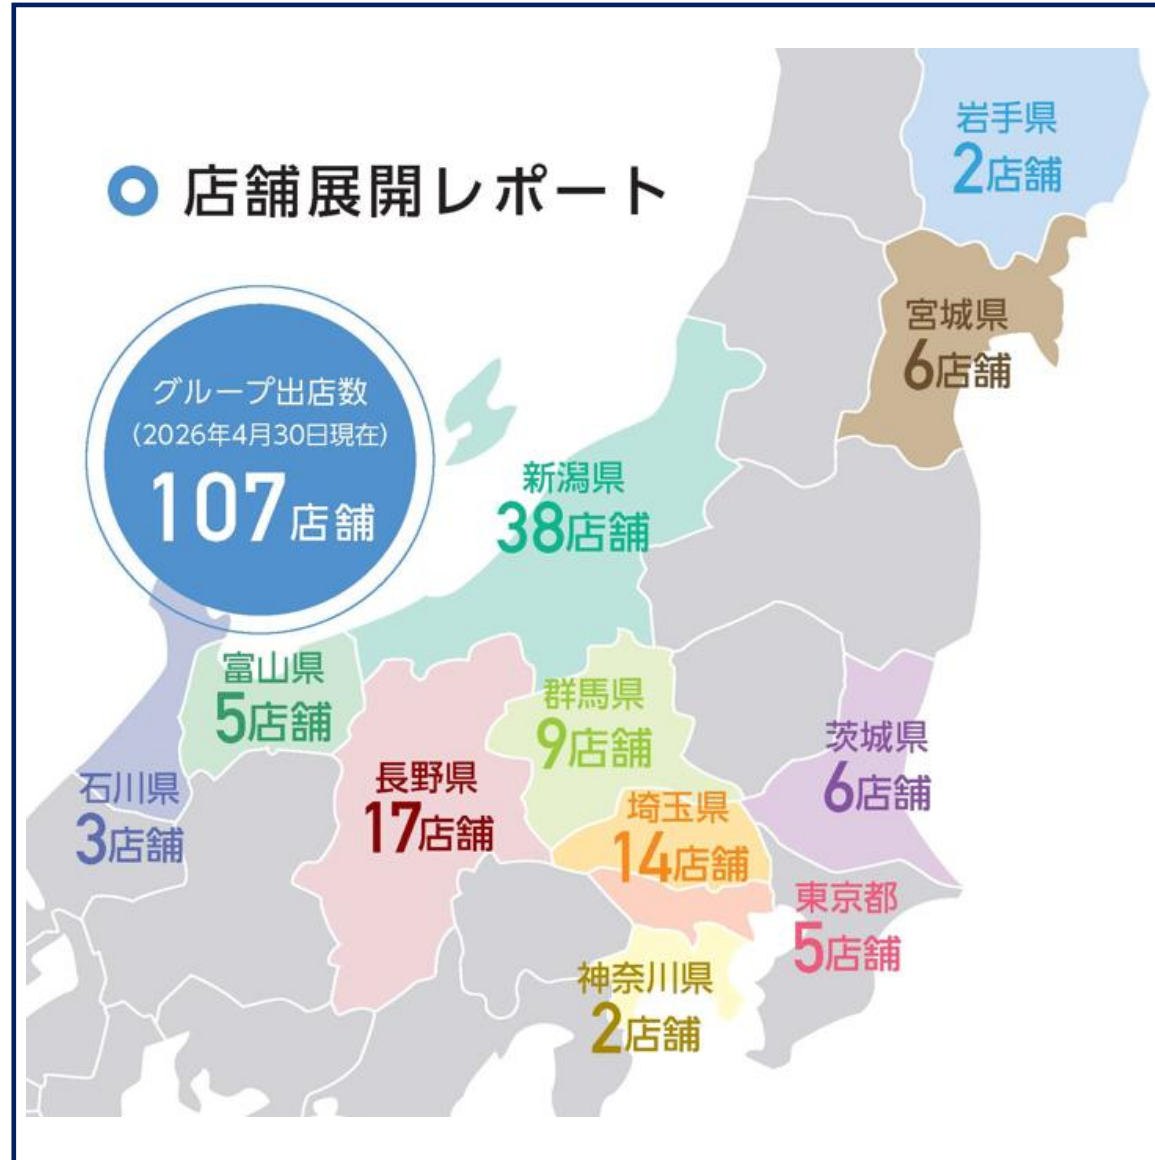 店舗展開レポート
グループ出店数
(2026年4月30日現在)
107店舗
岩手県
2店舗
宮城県
6店舗
新潟県
38店舗
富山県
5店舗
石川県
3店舗
長野県
17店舗
群馬県
9店舗
埼玉県
14店舗
茨城県
6店舗
東京都
5店舗
神奈川県
2店舗